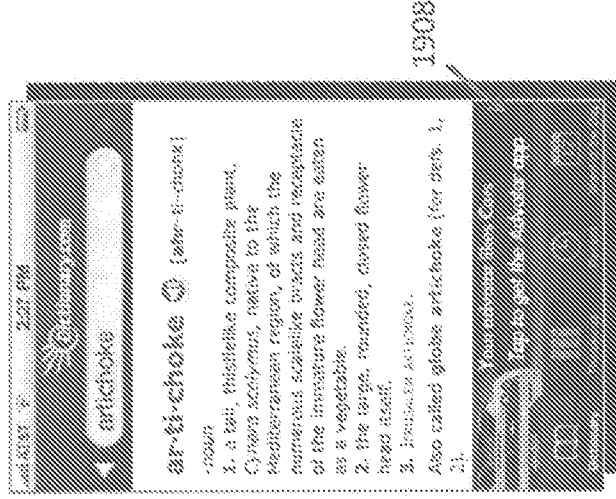 2:27 PM
Dictionary.com
artichoke
ar·ti·choke [ahr-ti-chohk]
-noun
1. a tall, thistlelike composite plant,
Cynara scolymus, native to the
Mediterranean region, of which the
numerous scalelike bracts and receptacle
of the immature flower head are eaten
as a vegetable.
2. the large, rounded, closed flower
head itself.
3. JERUSALEM ARTICHOKE.
Also called globe artichoke (for defs. 1,
2).
Tap to get the app
1908